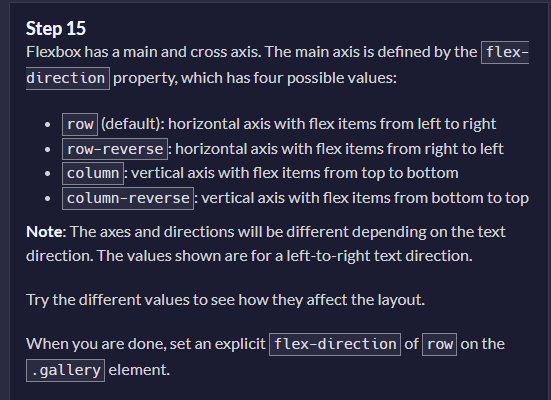 Step 15
Flexbox has a main and cross axis. The main axis is defined by the flex-
direction property, which has four possible values:
• row (default): horizontal axis with flex items from left to right
• row-reverse: horizontal axis with flex items from right to left
• column: vertical axis with flex items from top to bottom
• column-reverse: vertical axis with flex items from bottom to top
Note: The axes and directions will be different depending on the text
direction. The values shown are for a left-to-right text direction.
Try the different values to see how they affect the layout.
When you are done, set an explicit flex-direction of row on the
.gallery element.